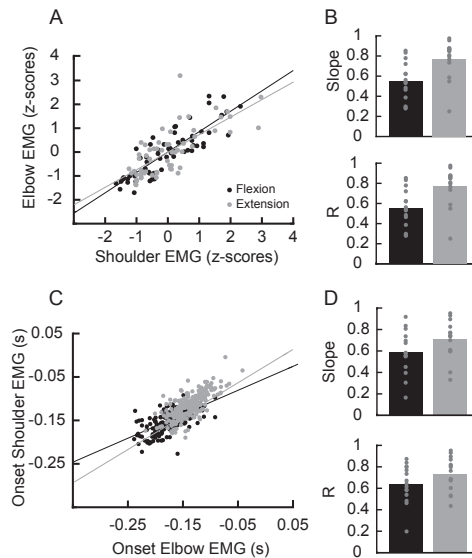 A
B
Elbow EMG (z-scores)
4
3
2
1
0
-1
-2
-2 -1 0 1 2 3 4
Shoulder EMG (z-scores)
Flexion
Extension
Slope
1
0.8
0.6
0.4
0.2
0
R
1
0.8
0.6
0.4
0.2
0
C
D
Onset Shoulder EMG (s)
0.05
-0.05
-0.15
-0.25
-0.25 -0.15 -0.05 0.05
Onset Elbow EMG (s)
Slope
1
0.8
0.6
0.4
0.2
0
R
1
0.8
0.6
0.4
0.2
0